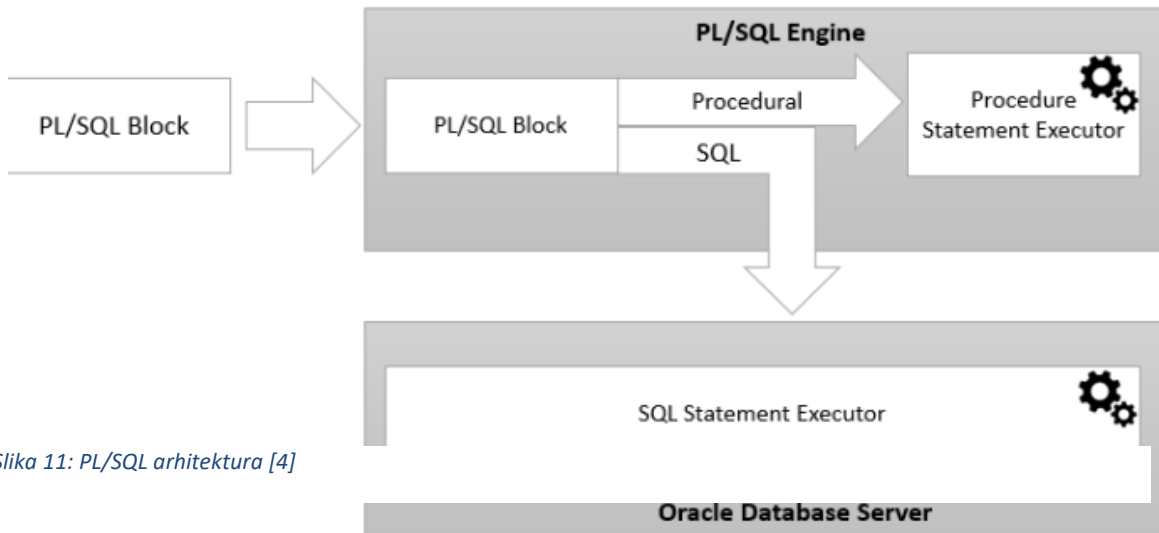 PL/SQL Engine
PL/SQL Block
PL/SQL Block
Procedural
SQL
Procedure
Statement Executor
SQL Statement Executor
Slika 11: PL/SQL arhitektura [4]
Oracle Database Server